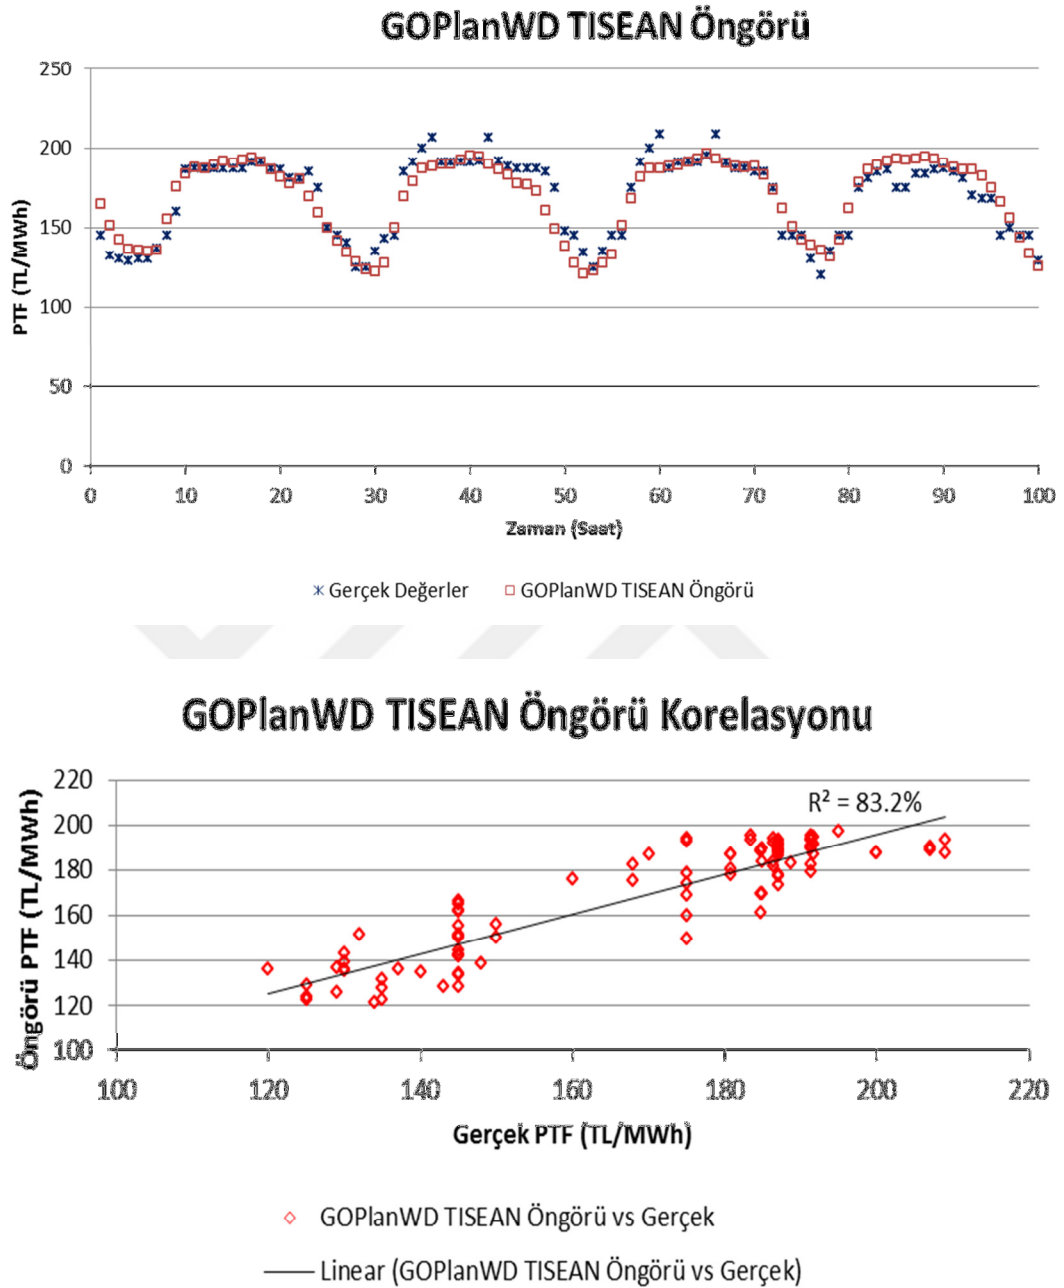 GOPlanWD TISEAN Öngörü
250
200
150
100
50
0
PTF (TL/MWh)
0 10 20 30 40 50 60 70 80 90 100
Zaman (Saat)
Gerçek Değerler GOPlanWD TISEAN Öngörü
GOPlanWD TISEAN Öngörü Korelasyonu
220
200
180
160
140
120
100
Öngörü PTF (TL/MWh)
R² = 83.2%
100 120 140 160 180 200 220
Gerçek PTF (TL/MWh)
GOPlanWD TISEAN Öngörü vs Gerçek
Linear (GOPlanWD TISEAN Öngörü vs Gerçek)